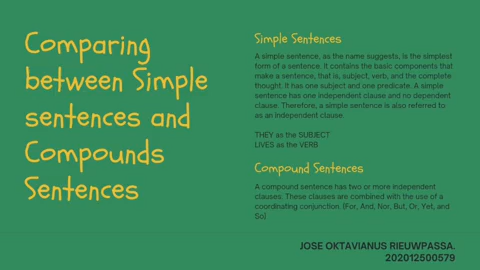 Comparing
between Simple
sentences and
Compounds
Sentences
Simple Sentences
A simple sentence, as the name suggests, is the simplest
form of a sentence. It contains the basic components that
make a sentence, that is, subject, verb, and the complete
thought. It has one subject and one predicate. A simple
sentence has one independent clause and no dependent
clause. Therefore, a simple sentence is also referred to
as an independent clause.
THEY as the SUBJECT
LIVES as the VERB
Compound Sentences
A compound sentence has two or more independent
clauses. These clauses are combined with the use of a
coordinating conjunction. (For, And, Nor, But, Or, Yet, and
So)
JOSE OKTAVIANUS RIEUWPASSA.
202012500579